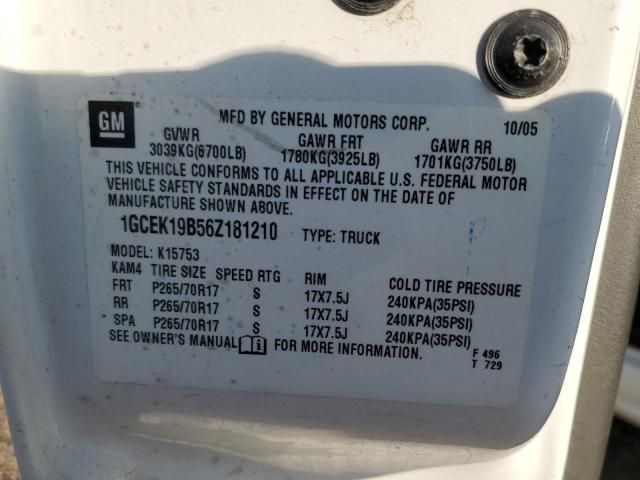 GM
MFD BY GENERAL MOTORS CORP. 10/05
GVWR GAWR FRT GAWR RR
3039KG(6700LB) 1780KG(3925LB) 1701KG(3750LB)
THIS VEHICLE CONFORMS TO ALL APPLICABLE U.S. FEDERAL MOTOR
VEHICLE SAFETY STANDARDS IN EFFECT ON THE DATE OF
MANUFACTURE SHOWN ABOVE.
1GCEK19B56Z181210 TYPE: TRUCK
MODEL: K15753
KAM4 TIRE SIZE SPEED RTG RIM COLD TIRE PRESSURE
FRT P265/70R17 S 17X7.5J 240KPA(35PSI)
RR P265/70R17 S 17X7.5J 240KPA(35PSI)
SPA P265/70R17 S 17X7.5J 240KPA(35PSI)
SEE OWNER'S MANUAL FOR MORE INFORMATION.
F 496
T 729